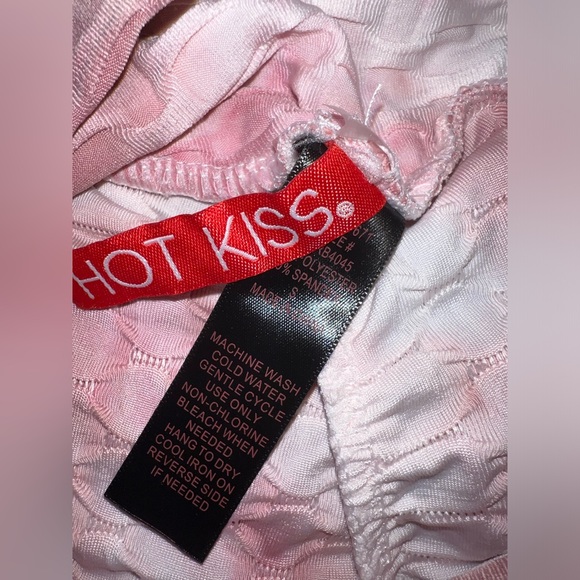 HOT KISS®
#
B4045
POLYESTER
MACHINE WASH
COLD WATER
GENTLE CYCLE
USE ONLY
NON-CHLORINE
BLEACH WHEN
NEEDED
HANG TO DRY
COOL IRON ON
REVERSE SIDE
IF NEEDED